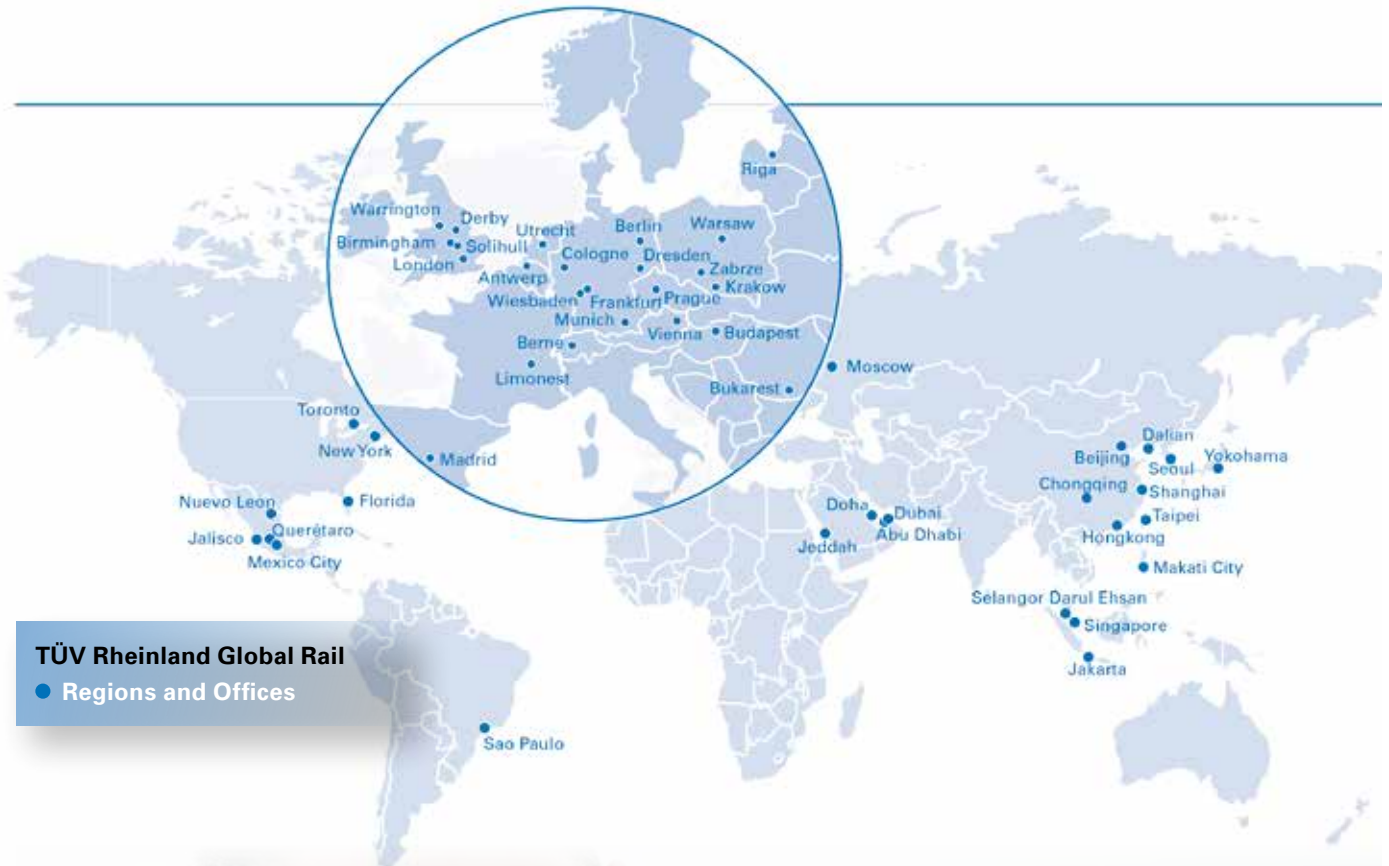 Riga
Warrington
Derby
Utrecht
Berlin
Warsaw
Birmingham
Solihull
London
Cologne
Dresden
Antwerp
Zabrze
Krakow
Wiesbaden
Frankfurt
Prague
Munich
Vienna
Budapest
Berne
Limonest
Bukarest
Moscow
Toronto
New York
Madrid
Dalian
Beijing
Seoul
Yokohama
Chongqing
Shanghai
Nuevo Leon
Florida
Doha
Dubai
Taipei
Jalisco
Querétaro
Abu Dhabi
Hongkong
Jeddah
Mexico City
Makati City
Selangor Darul Ehsan
Singapore
Jakarta
TÜV Rheinland Global Rail
Regions and Offices
Sao Paulo